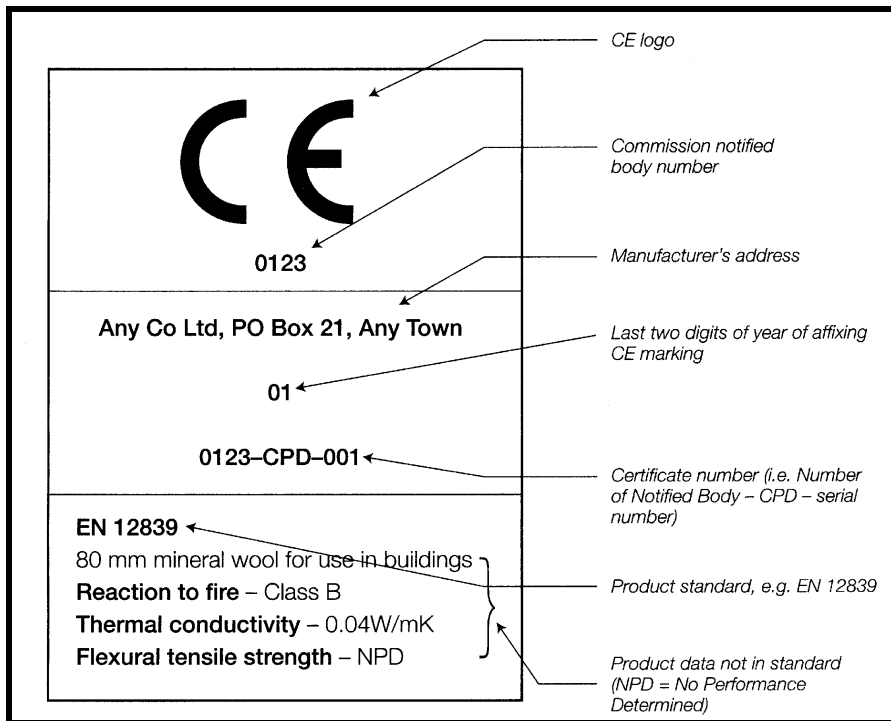 CE logo
CE
Commission notified
body number
0123
Manufacturer's address
Any Co Ltd, PO Box 21, Any Town
Last two digits of year of affixing
CE marking
01
0123–CPD–001
Certificate number (i.e. Number
of Notified Body – CPD – serial
number)
EN 12839
80 mm mineral wool for use in buildings
Reaction to fire – Class B
Thermal conductivity – 0.04W/mK
Flexural tensile strength – NPD
Product standard, e.g. EN 12839
Product data not in standard
(NPD = No Performance
Determined)